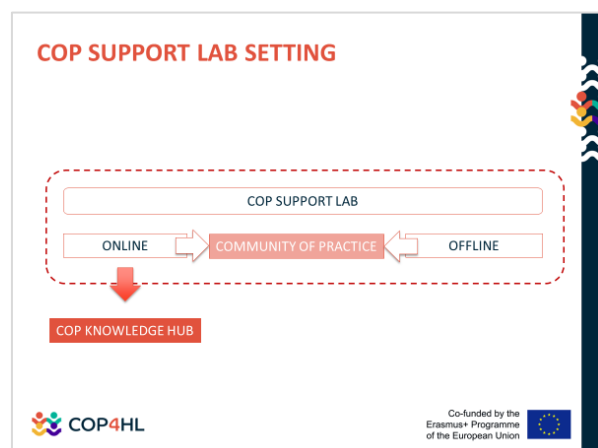 COP SUPPORT LAB SETTING
COP SUPPORT LAB
ONLINE
COMMUNITY OF PRACTICE
OFFLINE
COP KNOWLEDGE HUB
COP4HL
Co-funded by the
Erasmus+ Programme
of the European Union